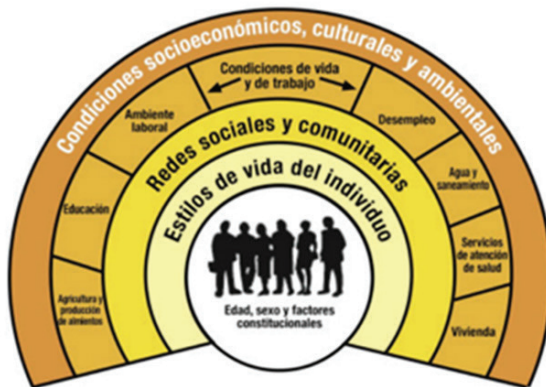 Condiciones socioeconómicos, culturales y ambientales
Condiciones de vida
y de trabajo
Ambiente
laboral
Desempleo
Educación
Agua y
saneamiento
Agricultura y
producción
de almientos
Servicios
de atención
de salud
Vivienda
Redes sociales y comunitarias
Estilos de vida del individuo
Edad, sexo y factores
constitucionales